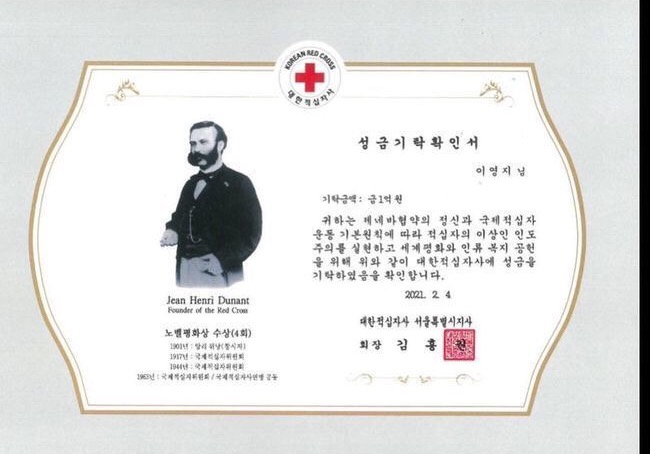 KOREAN RED CROSS
대한적십자사
성금기탁확인서
이영지 님
기탁금액 : 금1억원
귀하는 제네바협약의 정신과 국제적십자
운동 기본원칙에 따라 적십자의 이상인 인도
주의를 실현하고 세계평화와 인류 복지 공헌
을 위해 위와 같이 대한적십자사에 성금을
기탁하였음을 확인합니다.
2021. 2. 4
대한적십자사 서울특별시지사
회장 김 흥 권
Jean Henri Dunant
Founder of the Red Cross
노벨평화상 수상(4회)
1901년 : 앙리 뒤낭(창시자)
1917년 : 국제적십자위원회
1944년 : 국제적십자위원회
1963년 : 국제적십자위원회 / 국제적십자사연맹 공동